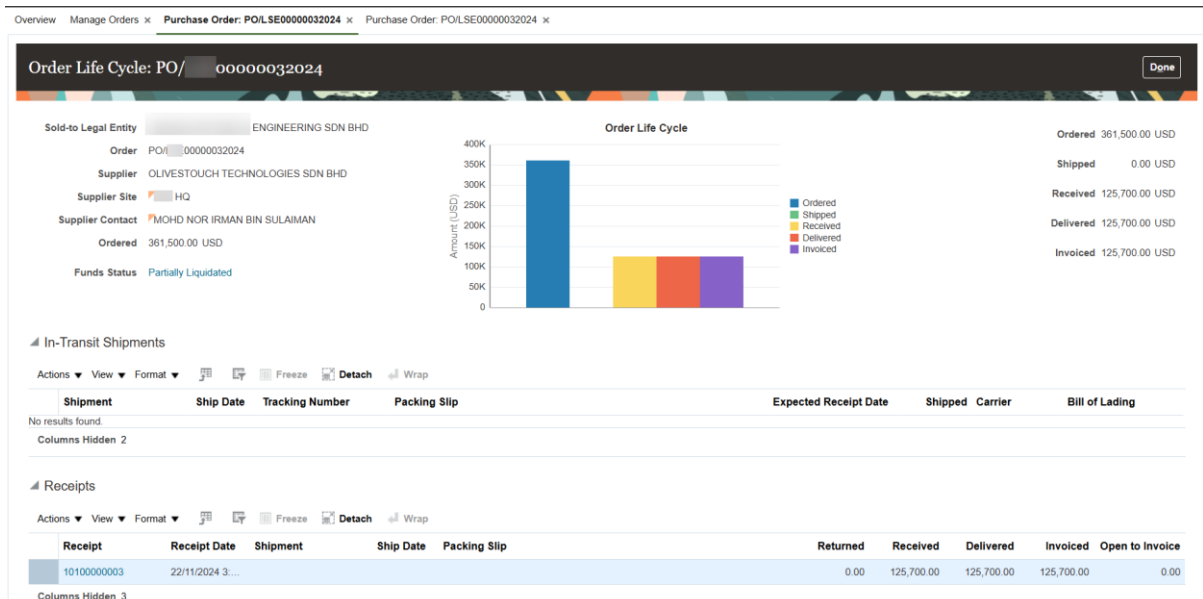 Overview Manage Orders × Purchase Order: PO/LSE00000032024 × Purchase Order: PO/LSE00000032024 ×
Order Life Cycle: PO/ 00000032024
Done
Sold-to Legal Entity ENGINEERING SDN BHD
Order PO/ 00000032024
Supplier OLIVESTOUCH TECHNOLOGIES SDN BHD
Supplier Site HQ
Supplier Contact MOHD NOR IRMAN BIN SULAIMAN
Ordered 361,500.00 USD
Funds Status Partially Liquidated
Order Life Cycle
Amount (USD)
400K
350K
300K
250K
200K
150K
100K
50K
0
Ordered
Shipped
Received
Delivered
Invoiced
Ordered 361,500.00 USD
Shipped 0.00 USD
Received 125,700.00 USD
Delivered 125,700.00 USD
Invoiced 125,700.00 USD
In-Transit Shipments
Actions View Format Freeze Detach Wrap
Shipment Ship Date Tracking Number Packing Slip Expected Receipt Date Shipped Carrier Bill of Lading
No results found.
Columns Hidden 2
Receipts
Actions View Format Freeze Detach Wrap
Receipt Receipt Date Shipment Ship Date Packing Slip Returned Received Delivered Invoiced Open to Invoice
10100000003 22/11/2024 3:... 0.00 125,700.00 125,700.00 125,700.00 0.00
Columns Hidden 3